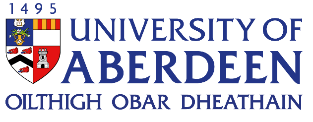 1495
UNIVERSITY OF
ABERDEEN
OILTHIGH OBAR DHEATHAIN